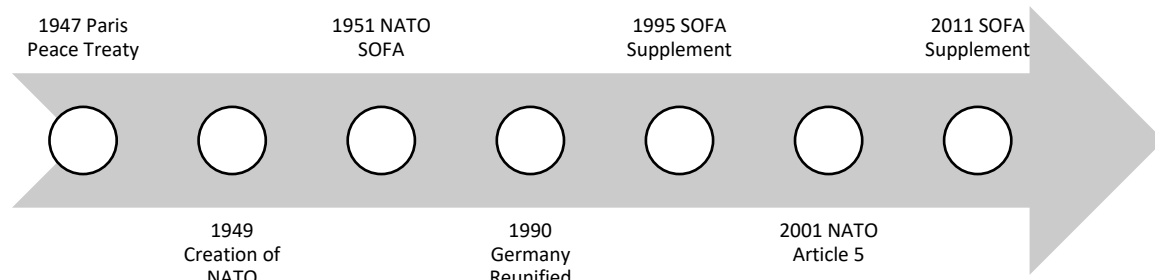 1947 Paris
Peace Treaty
1951 NATO
SOFA
1995 SOFA
Supplement
2011 SOFA
Supplement
1949
Creation of
NATO
1990
Germany
Reunified
2001 NATO
Article 5